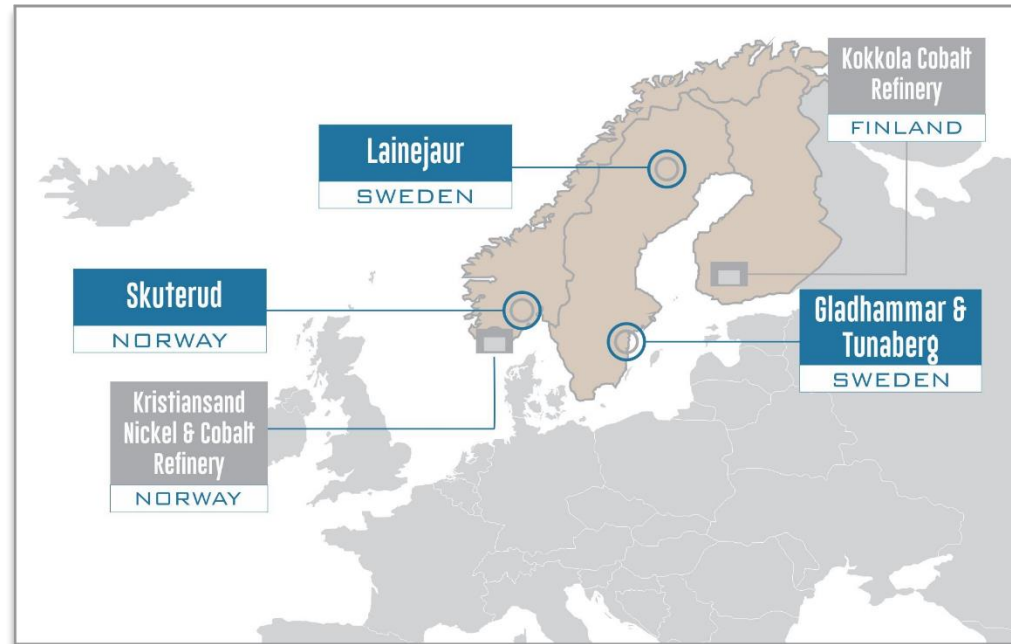 Kokkola Cobalt
Refinery
FINLAND
Lainejaur
SWEDEN
Skuterud
NORWAY
Gladhammar &
Tunaberg
SWEDEN
Kristiansand
Nickel & Cobalt
Refinery
NORWAY